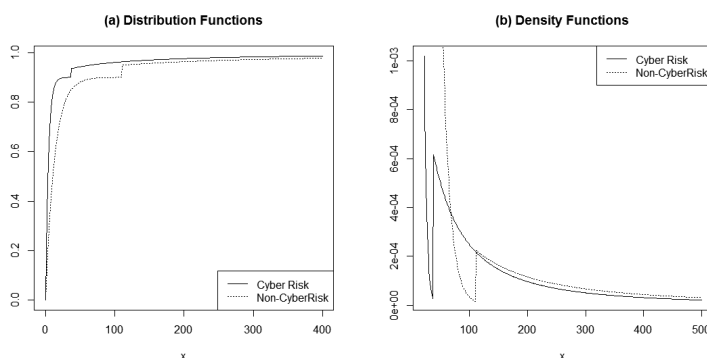 (a) Distribution Functions
1.0
0.8
0.6
0.4
0.2
0.0
Cyber Risk
Non-CyberRisk
0 100 200 300 400
x
(b) Density Functions
1e-03
8e-04
6e-04
4e-04
2e-04
0e+00
Cyber Risk
Non-CyberRisk
100 200 300 400 500
x